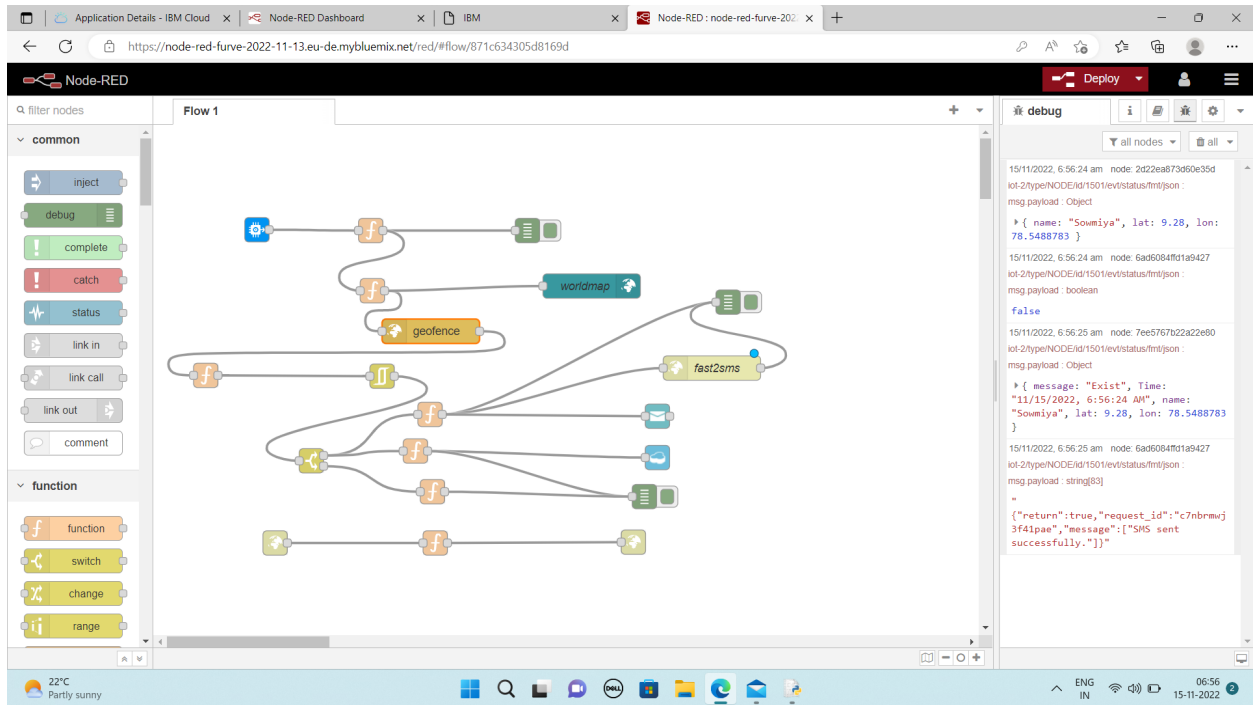 Application Details - IBM Cloud
Node-RED Dashboard
IBM
Node-RED : node-red-furve-202
https://node-red-furve-2022-11-13.eu-de.mybluemix.net/red/#flow/871c634305d8169d
Node-RED
Deploy
filter nodes
Flow 1
debug
i
common
all nodes
all
inject
debug
complete
catch
status
link in
link call
link out
comment
function
function
switch
change
range
worldmap
geofence
fast2sms
15/11/2022, 6:56:24 am node: 2d22ea873d60e35d
iot-2/type/NODE/id/1501/evt/status/fmt/json :
msg.payload : Object
{ name: "Sowmiya", lat: 9.28, lon:
78.5488783 }
15/11/2022, 6:56:24 am node: 6ad6084ffd1a9427
iot-2/type/NODE/id/1501/evt/status/fmt/json :
msg.payload : boolean
false
15/11/2022, 6:56:25 am node: 7ee5767b22a22e80
iot-2/type/NODE/id/1501/evt/status/fmt/json :
msg.payload : Object
{ message: "Exist", Time:
"11/15/2022, 6:56:24 AM", name:
"Sowmiya", lat: 9.28, lon: 78.5488783
}
15/11/2022, 6:56:25 am node: 6ad6084ffd1a9427
iot-2/type/NODE/id/1501/evt/status/fmt/json :
msg.payload : string[83]
"
{"return":true,"request_id":"c7nbrmwj
3f41pae","message":["SMS sent
successfully."]}"
22°C
Partly sunny
DELL
ENG
IN
06:56
15-11-2022
2